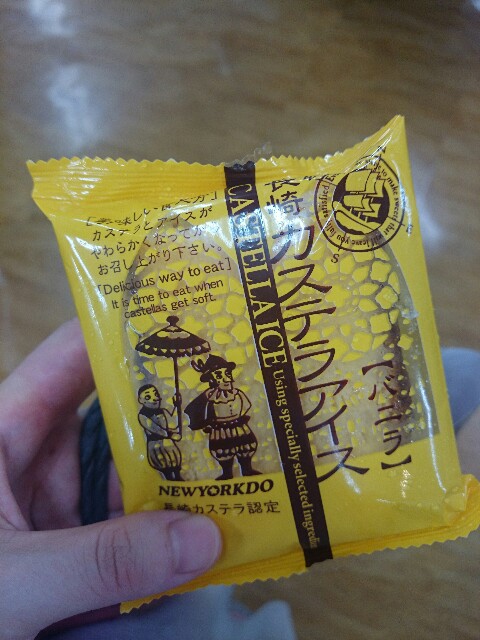 長崎カステラアイス
【バニラ】
CASTELLA ICE Using specially selected ingredie
【美味しい食べ方】
カステラとアイスが
やわらかくなってから
お召し上がり下さい。
[Delicious way to eat]
It is time to eat when
castellas get soft.
NEWYORKDO
長崎カステラ認定